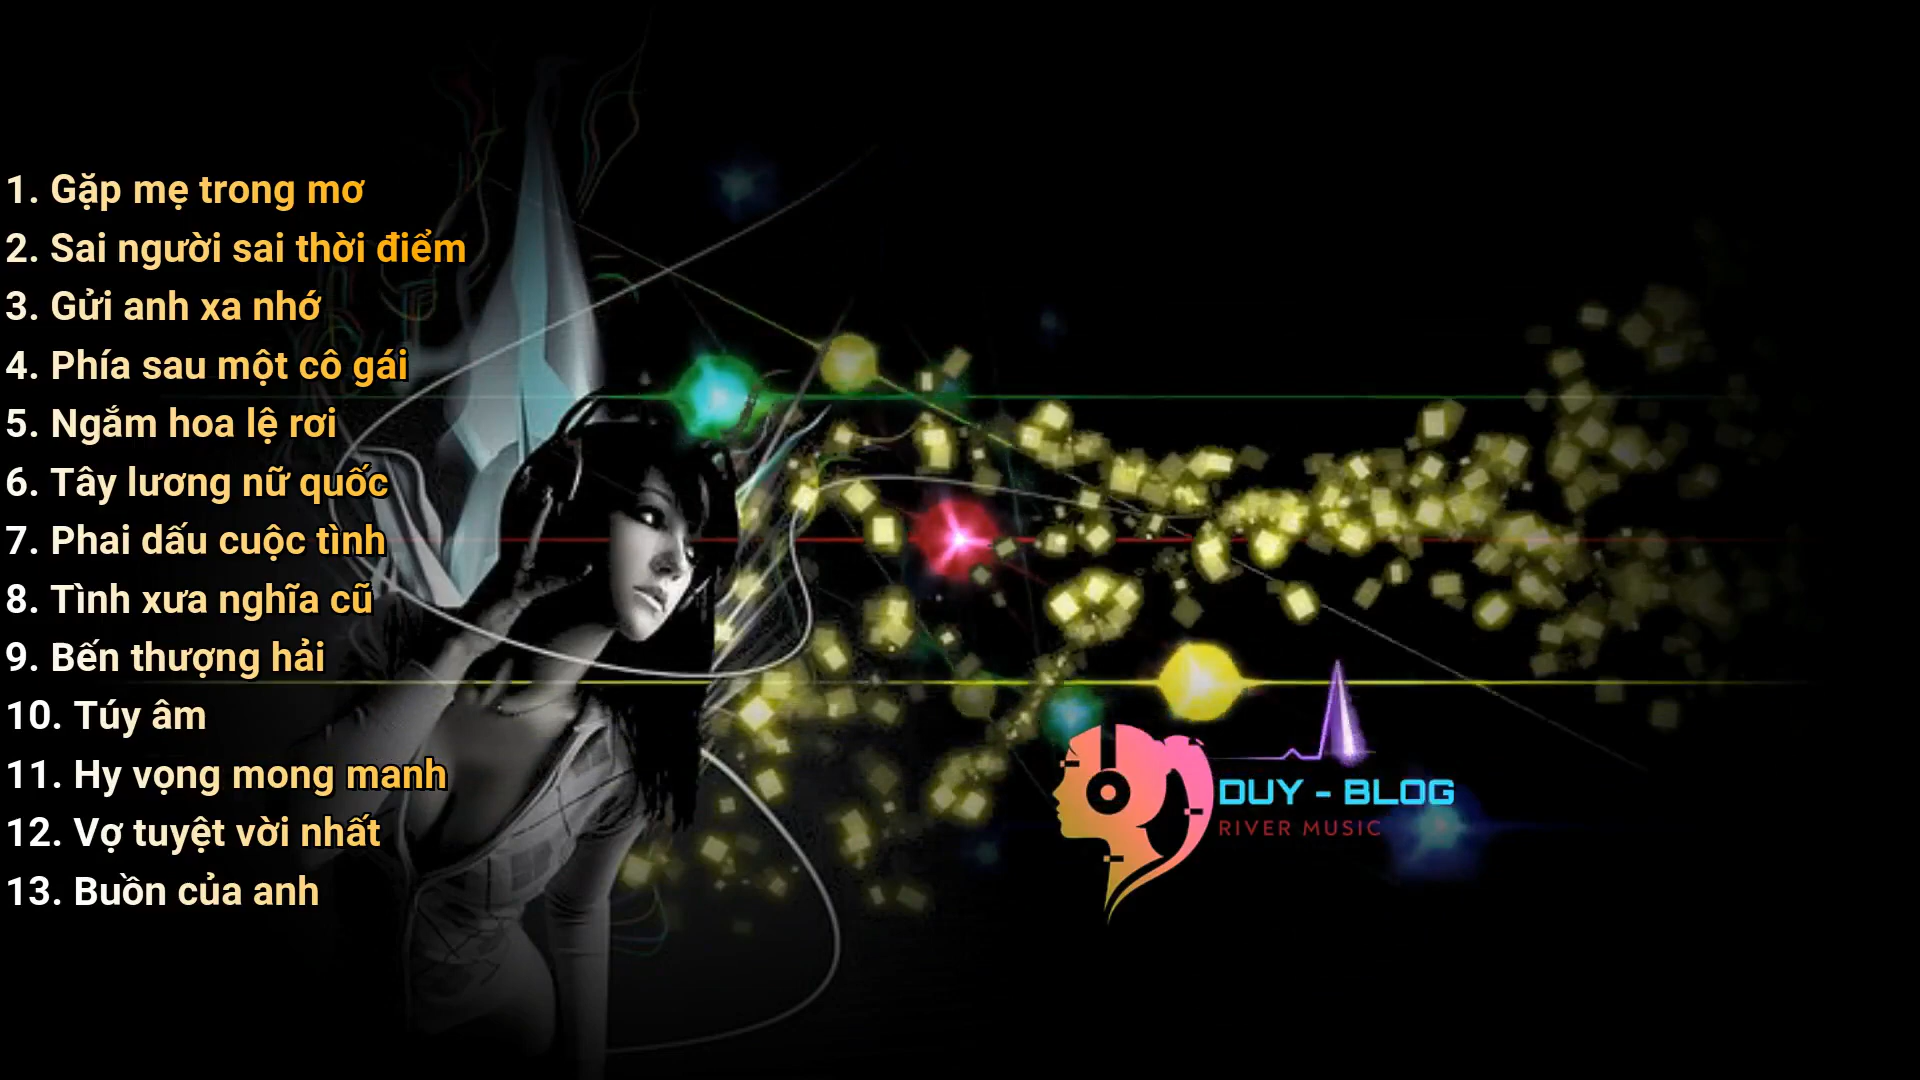 1. Gặp mẹ trong mơ
2. Sai người sai thời điểm
3. Gửi anh xa nhớ
4. Phía sau một cô gái
5. Ngắm hoa lệ rơi
6. Tây lương nữ quốc
7. Phai dấu cuộc tình
8. Tình xưa nghĩa cũ
9. Bến thượng hải
10. Túy âm
11. Hy vọng mong manh
12. Vợ tuyệt vời nhất
13. Buồn của anh
DUY - BLOG
RIVER MUSIC